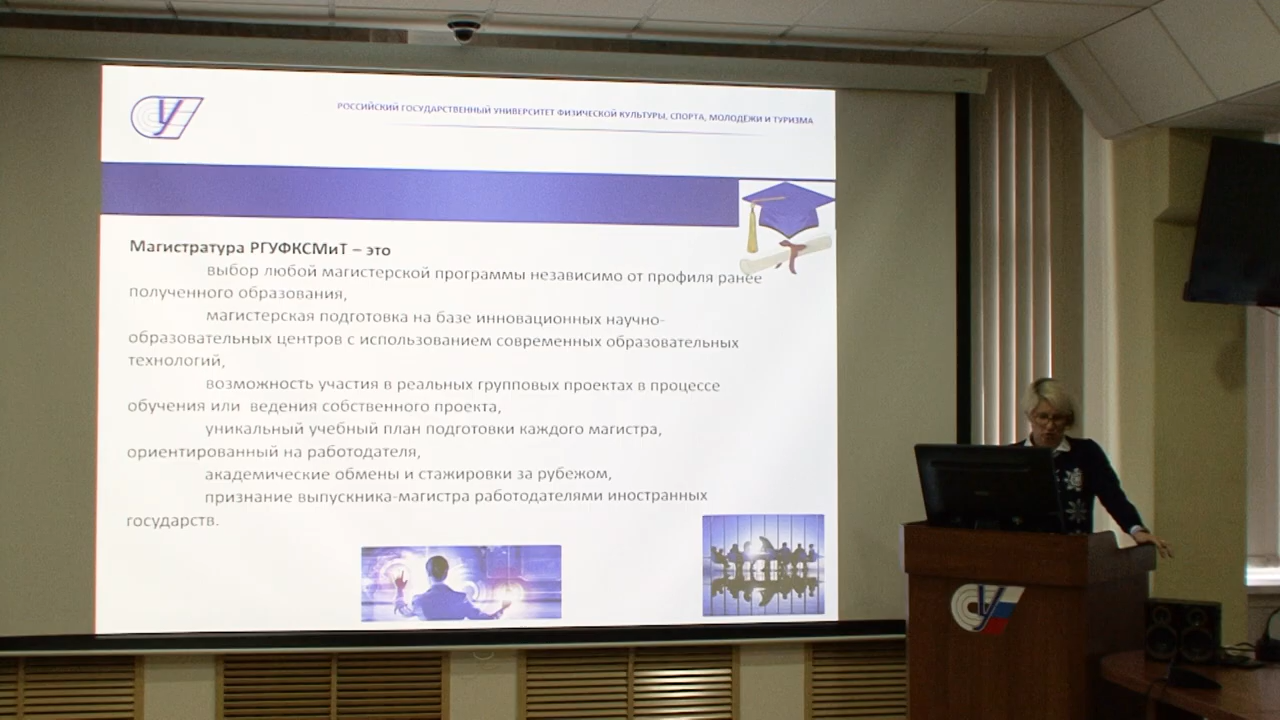 РОССИЙСКИЙ ГОСУДАРСТВЕННЫЙ УНИВЕРСИТЕТ ФИЗИЧЕСКОЙ КУЛЬТУРЫ, СПОРТА, МОЛОДЁЖИ И ТУРИЗМА
Магистратура РГУФКСМиТ – это
выбор любой магистерской программы независимо от профиля ранее
полученного образования,
магистерская подготовка на базе инновационных научно-
образовательных центров с использованием современных образовательных
технологий,
возможность участия в реальных групповых проектах в процессе
обучения или ведения собственного проекта,
уникальный учебный план подготовки каждого магистра,
ориентированный на работодателя,
академические обмены и стажировки за рубежом,
признание выпускника-магистра работодателями иностранных
государств.